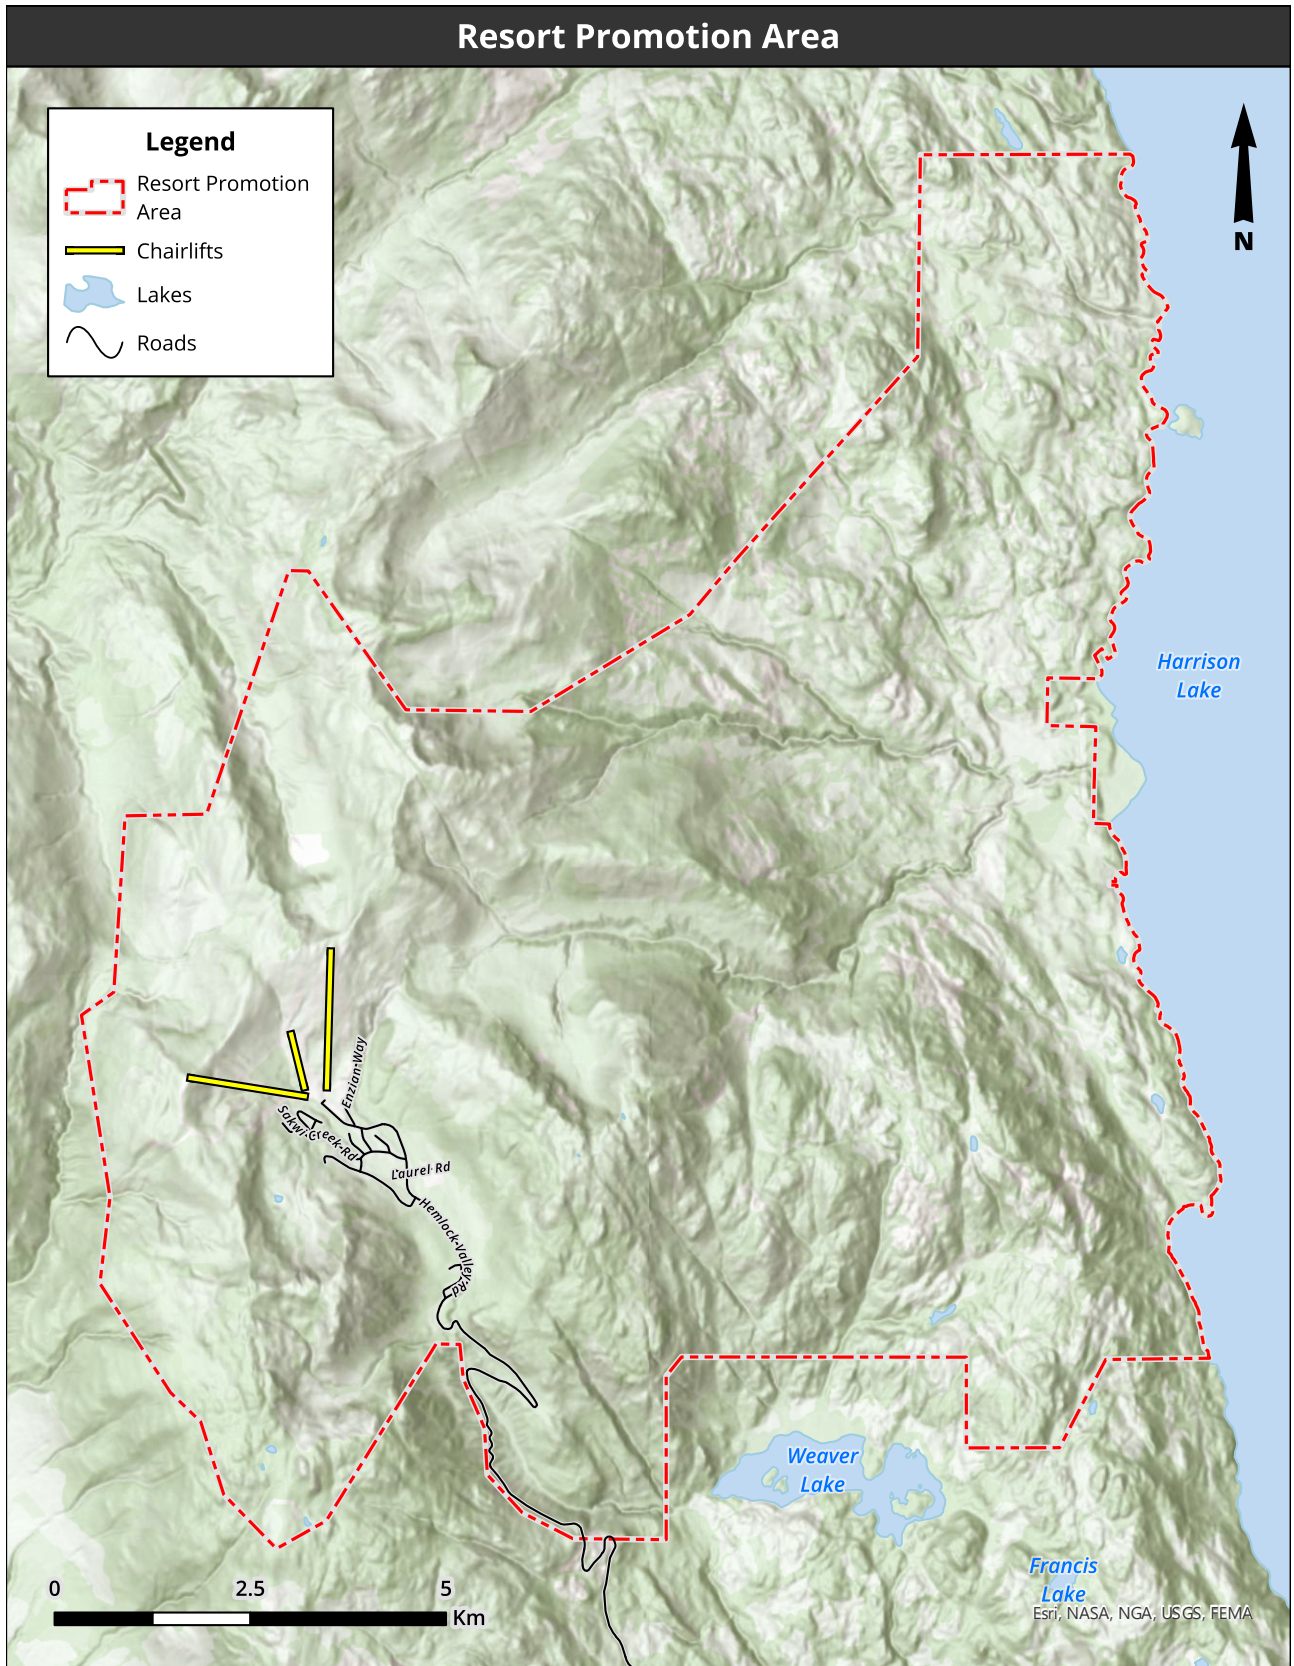 Resort Promotion Area
Legend
Resort Promotion
Area
Chairlifts
Lakes
Roads
N
Harrison
Lake
Enzian-Way
Sakwi-Creek-Rd
Laurel Rd
Hemlock-Valley-Rd
Weaver
Lake
Francis
Lake
0 2.5 5
Km
Esri, NASA, NGA, USGS, FEMA